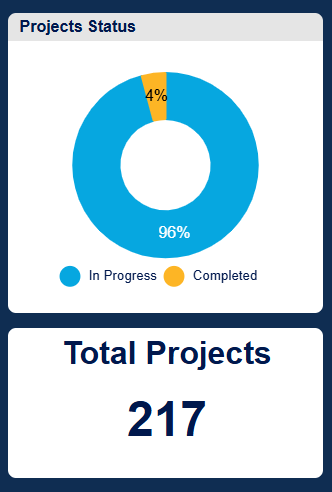 Projects Status
4%
96%
In Progress Completed
Total Projects
217